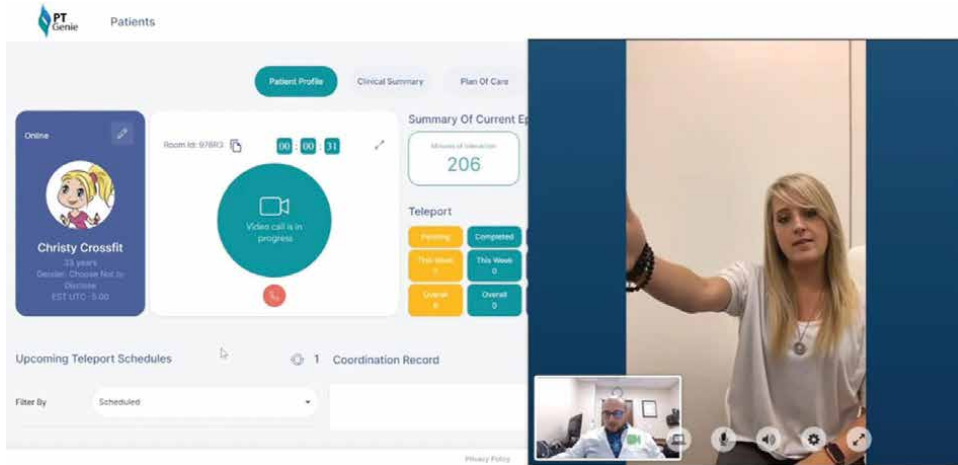 PT
Genie
Patients
Patient Profile
Clinical Summary
Plan Of Care
Online
Room Id: 976R3
00 : 00 : 31
Video call is in
progress
Christy Crossfit
33 years
Gender: Choose Not to
Disclose
EST UTC -5:00
Summary Of Current Ep
Minutes of Interaction
206
Teleport
Pending
Completed
This Week
0
This Week
0
Overall
0
Overall
0
Upcoming Teleport Schedules
1
Coordination Record
Filter By
Scheduled
Privacy Policy